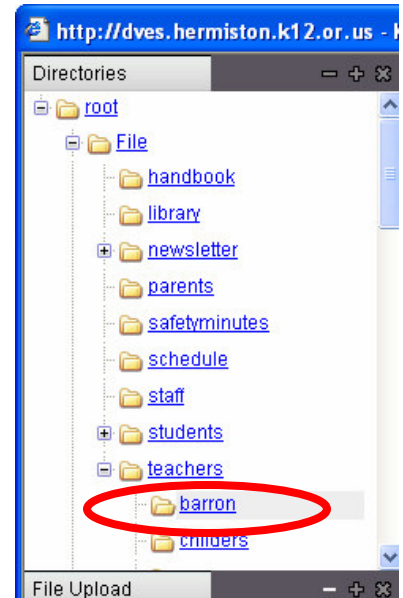 http://dves.hermiston.k12.or.us - K
Directories
root
File
handbook
library
newsletter
parents
safetyminutes
schedule
staff
students
teachers
barron
childers
File Upload